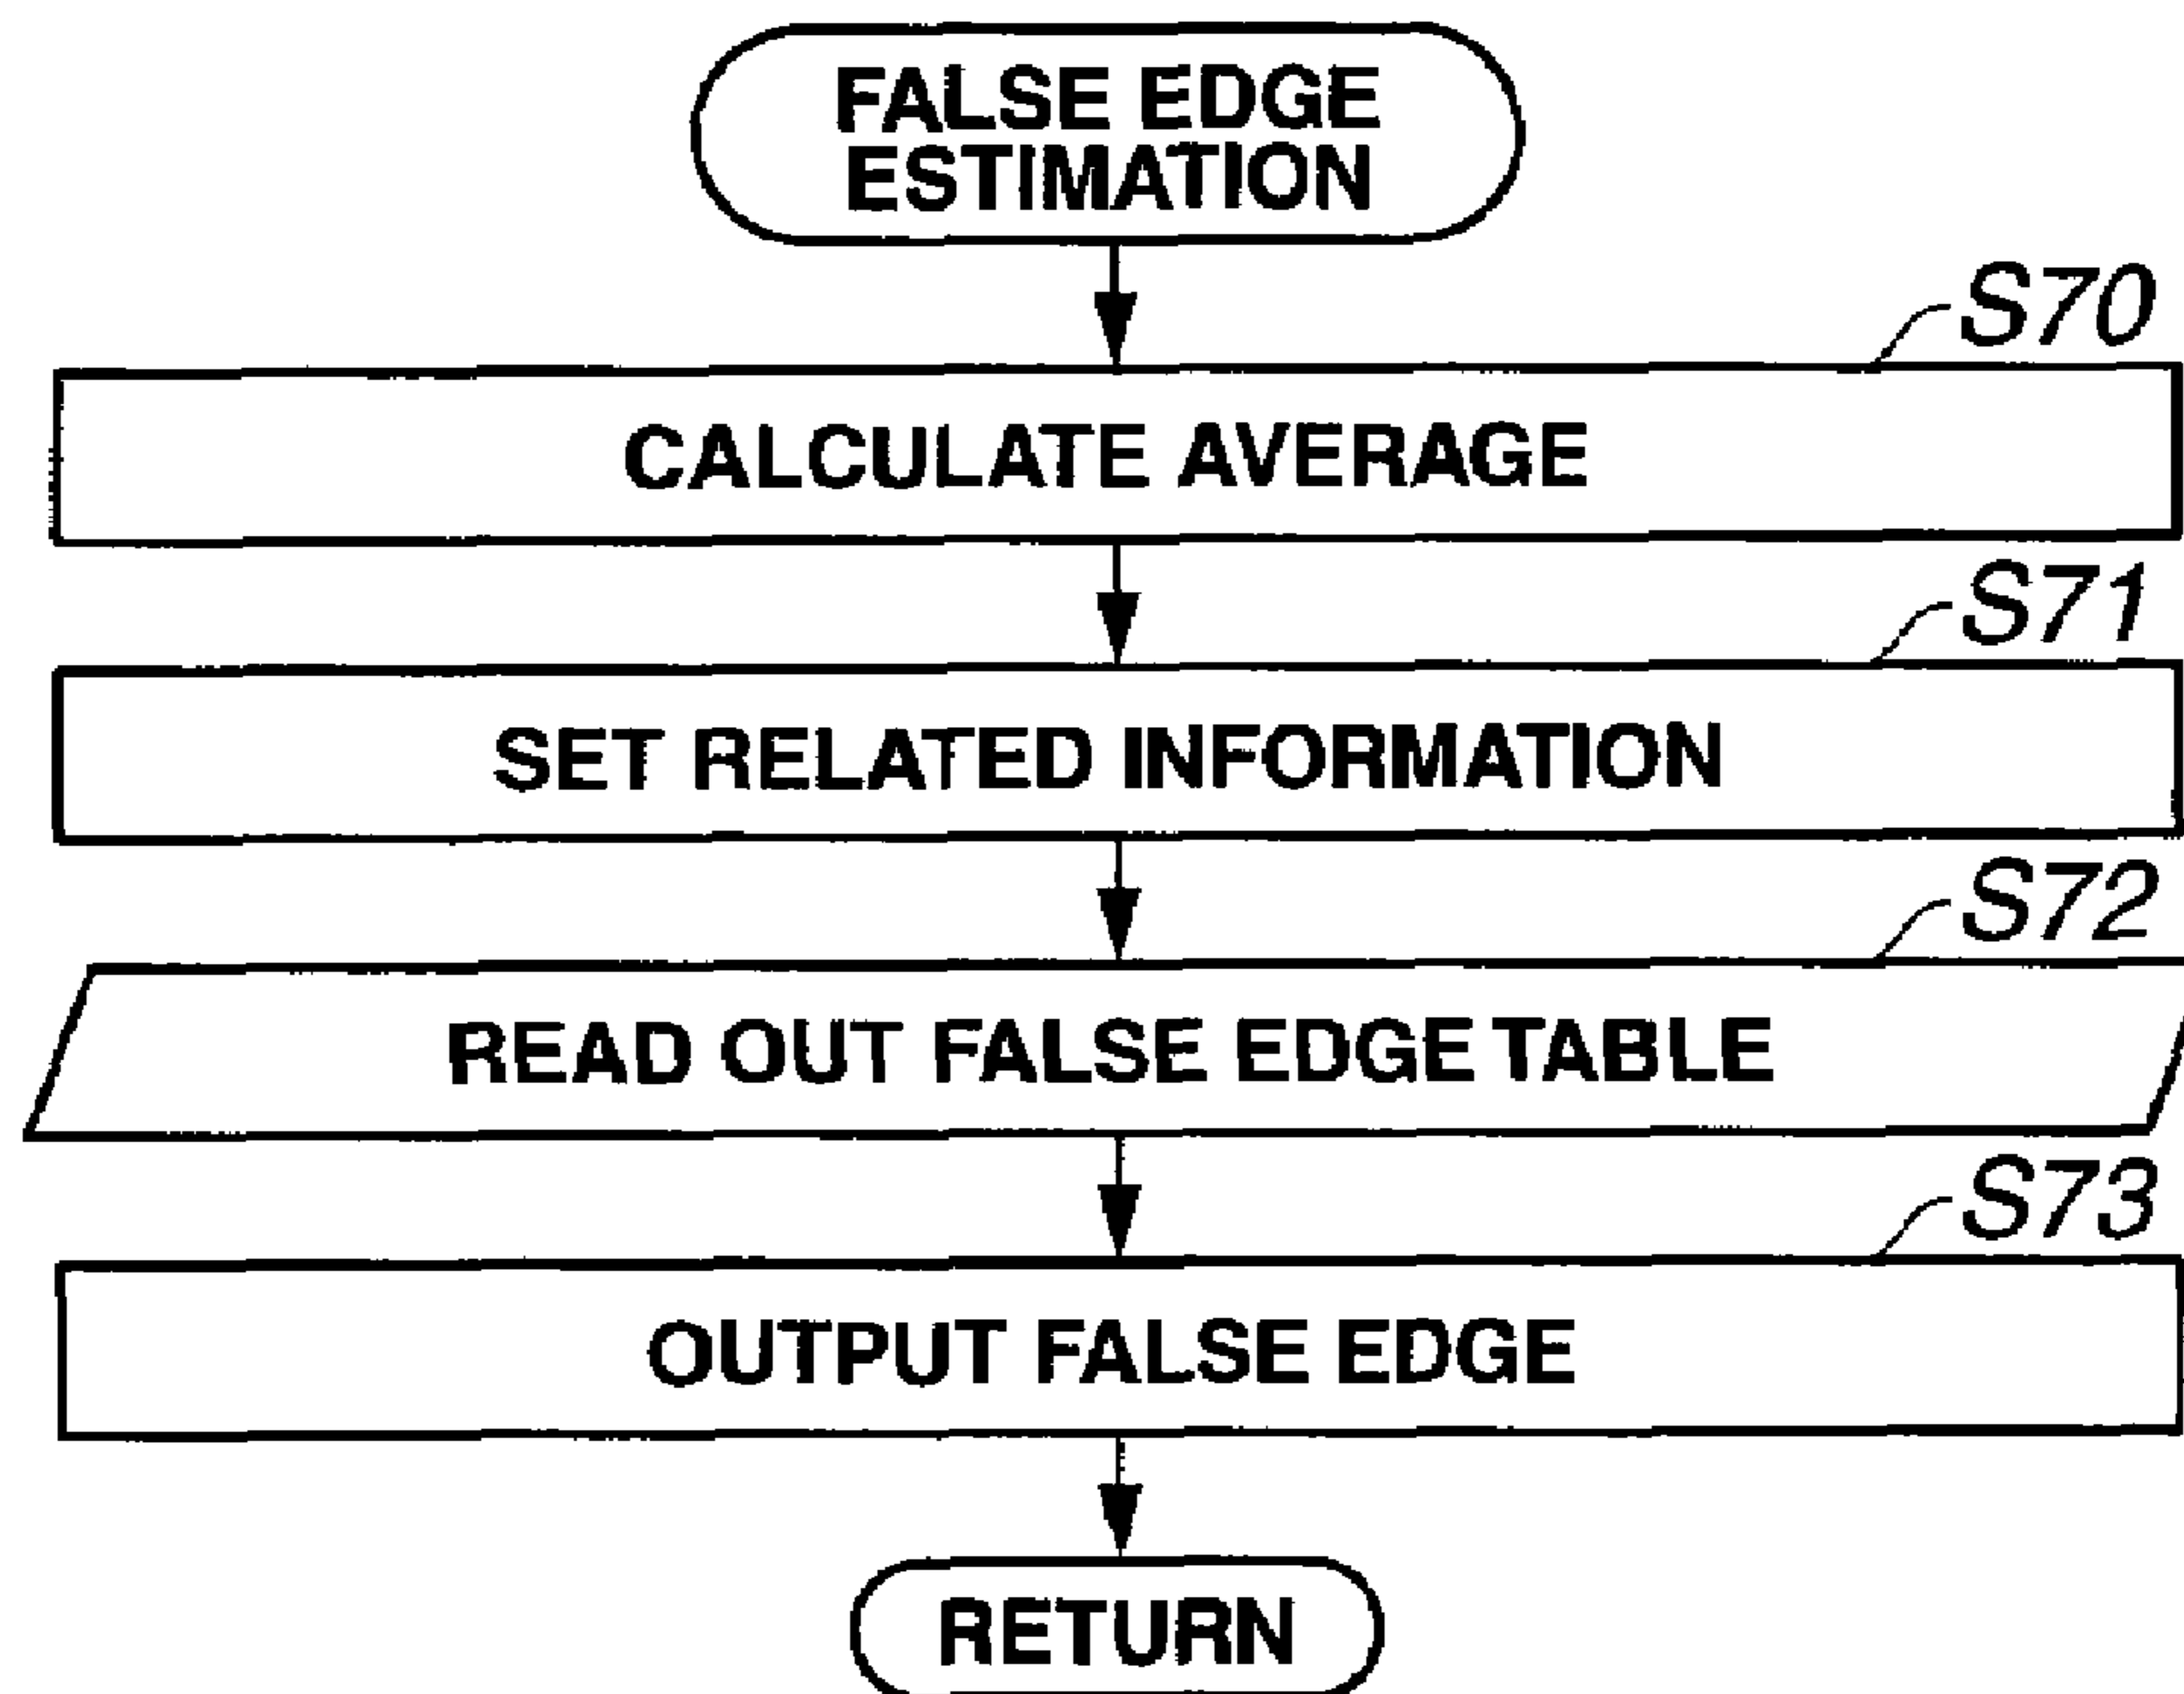 FALSE EDGE
ESTIMATION
S70
CALCULATE AVERAGE
S71
SET RELATED INFORMATION
S72
READ OUT FALSE EDGE TABLE
S73
OUTPUT FALSE EDGE
RETURN